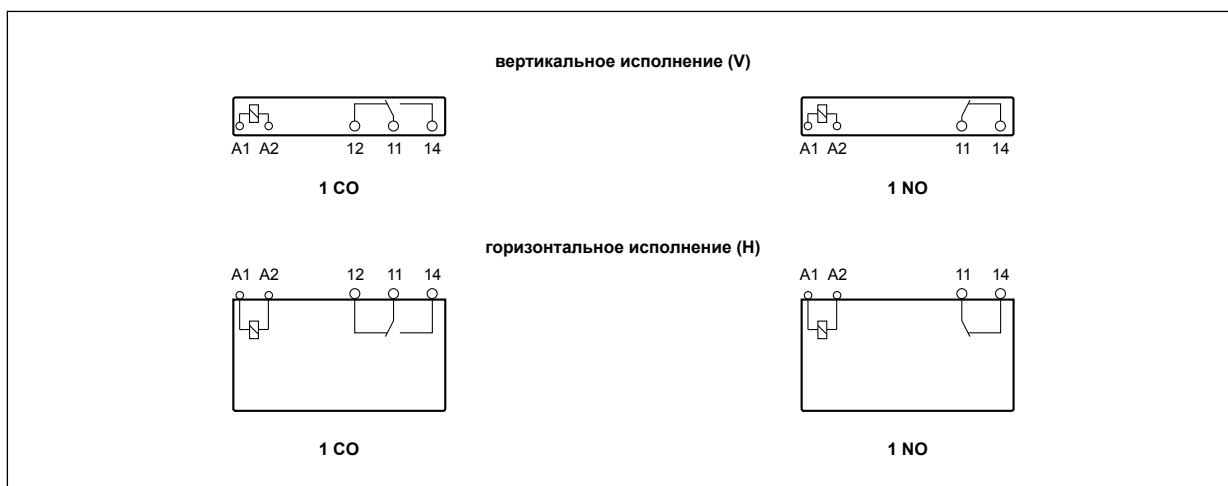 вертикальное исполнение (V)
A1 A2 12 11 14
A1 A2 11 14
1 CO
1 NO
горизонтальное исполнение (H)
A1 A2 12 11 14
A1 A2 11 14
1 CO
1 NO